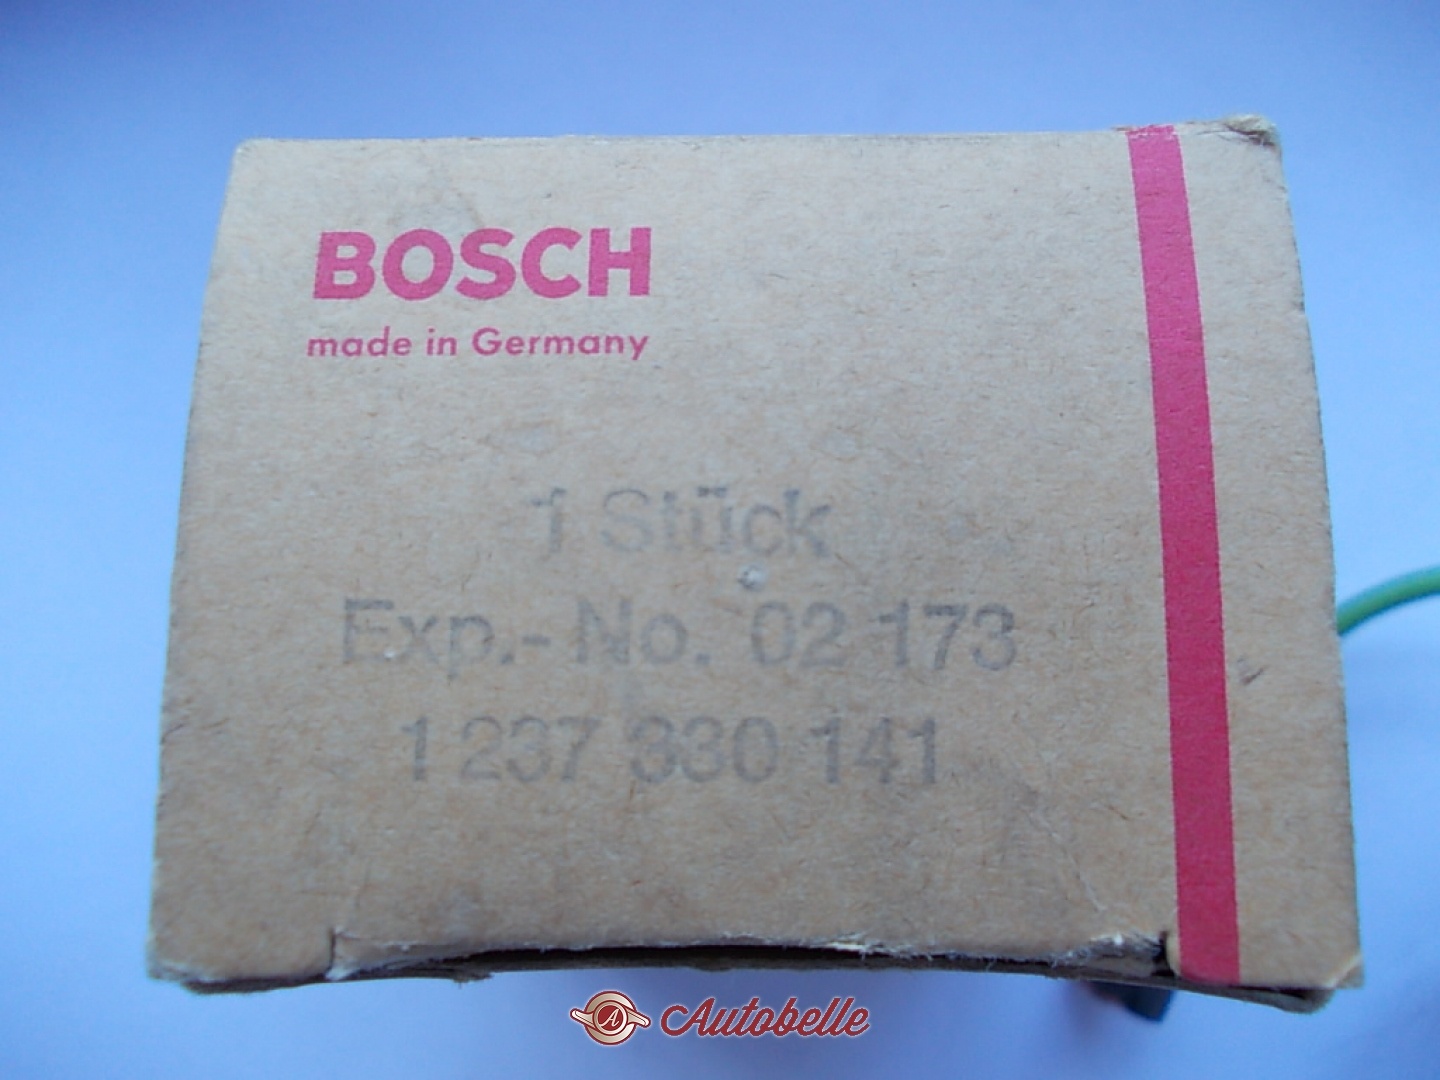 BOSCH
made in Germany
1 Stück
Exp.-No. 02 173
1 237 330 141
A Autobelle